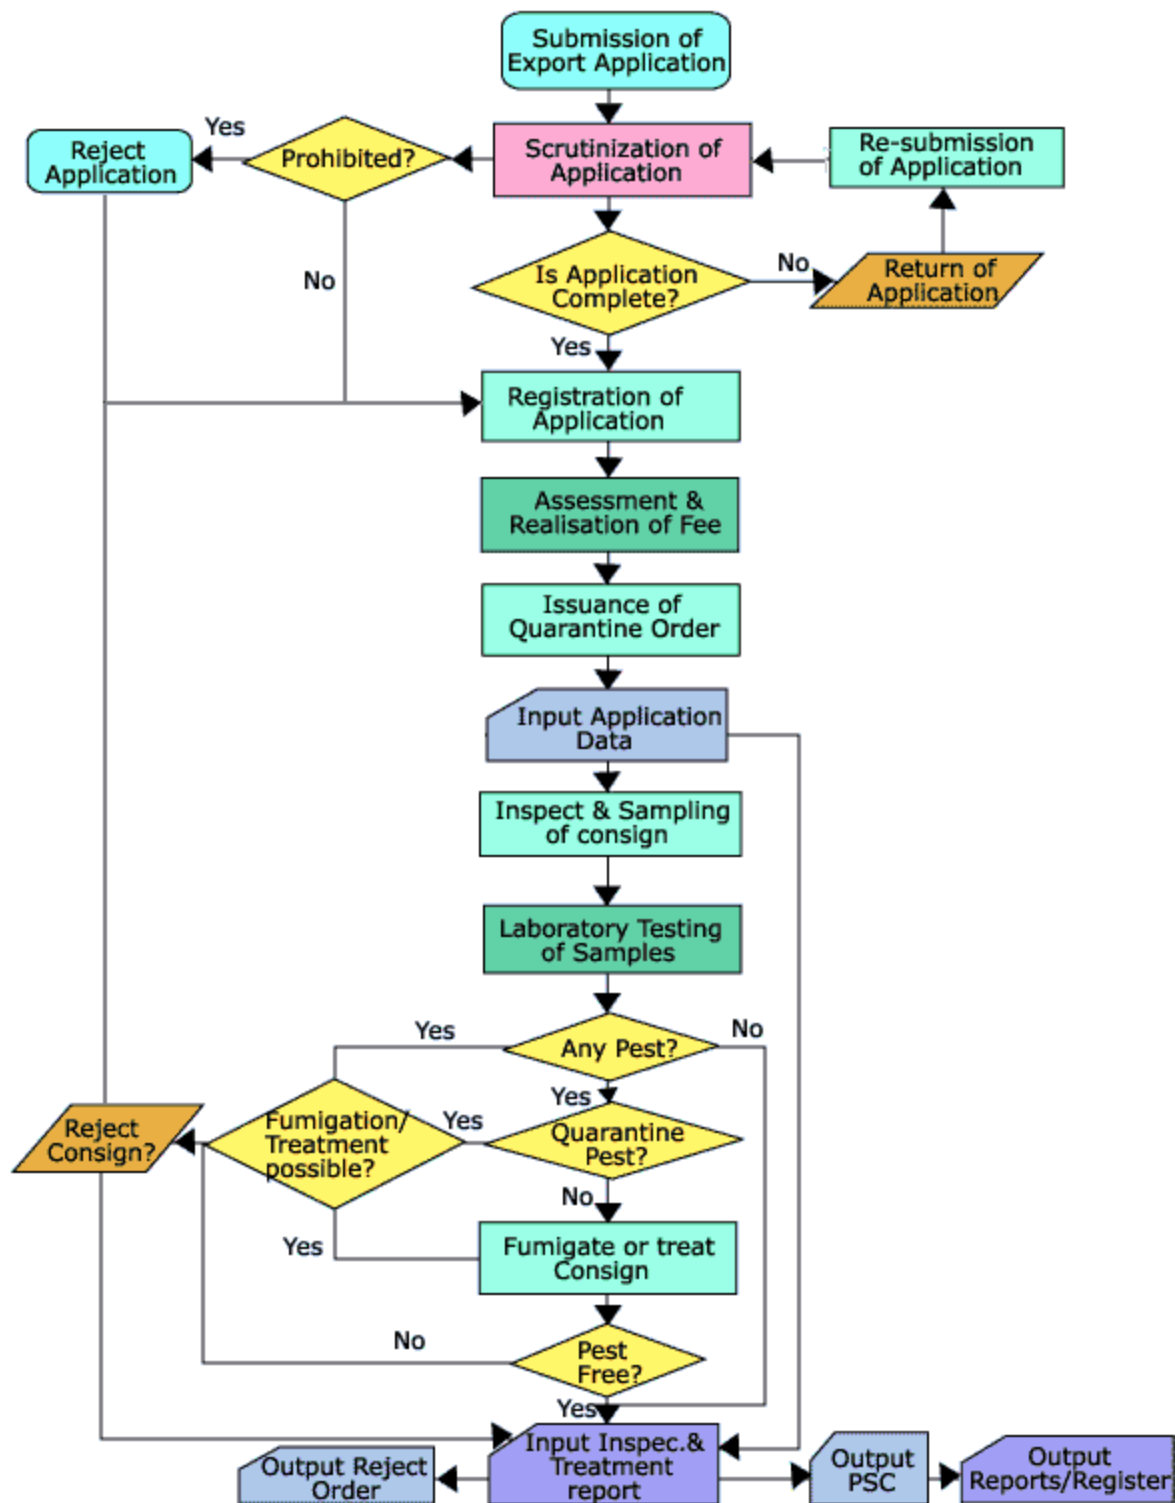 Submission of
Export Application
Yes
Reject
Application
Prohibited?
Scrutinization of
Application
Re-submission
of Application
No
Is Application
Complete?
No
Return of
Application
Yes
Registration of
Application
Assessment &
Realisation of Fee
Issuance of
Quarantine Order
Input Application
Data
Inspect & Sampling
of consign
Laboratory Testing
of Samples
Yes
Any Pest?
No
Yes
Reject
Consign?
Fumigation/
Treatment
possible?
Yes
Quarantine
Pest?
No
Yes
Fumigate or treat
Consign
No
Pest
Free?
Yes
Input Inspec.&
Treatment
report
Output Reject
Order
Output
PSC
Output
Reports/Register